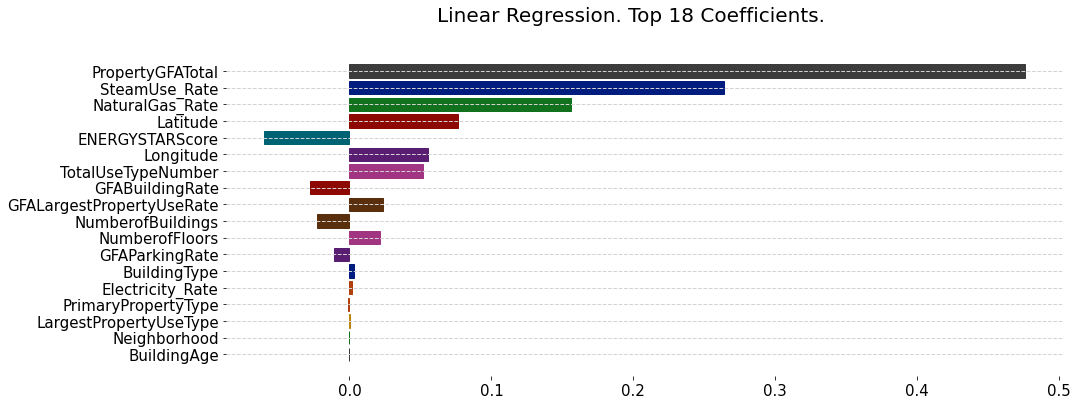 Linear Regression. Top 18 Coefficients.
PropertyGFATotal
SteamUse_Rate
NaturalGas_Rate
Latitude
ENERGYSTARScore
Longitude
TotalUseTypeNumber
GFABuildingRate
GFALargestPropertyUseRate
NumberofBuildings
NumberofFloors
GFAParkingRate
BuildingType
Electricity_Rate
PrimaryPropertyType
LargestPropertyUseType
Neighborhood
BuildingAge
0.0 0.1 0.2 0.3 0.4 0.5